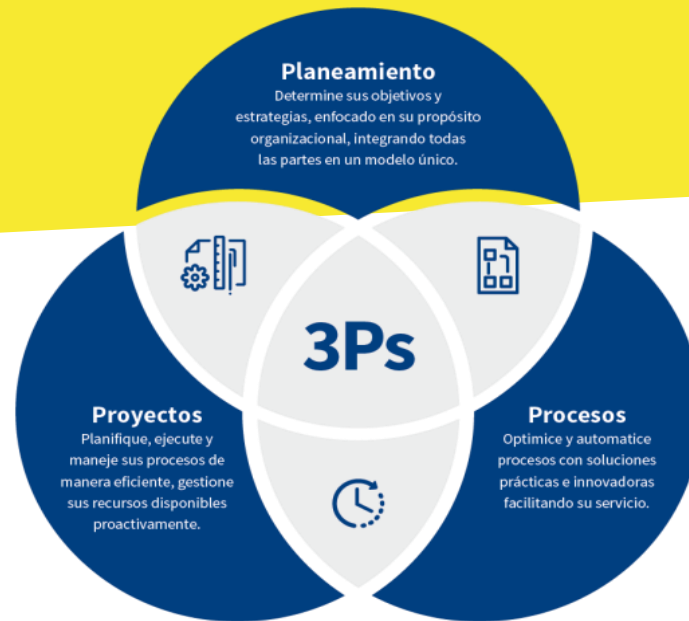 Planeamiento
Determine sus objetivos y
estrategias, enfocado en su propósito
organizacional, integrando todas
las partes en un modelo único.
3Ps
Proyectos
Planifique, ejecute y
maneje sus procesos de
manera eficiente, gestione
sus recursos disponibles
proactivamente.
Procesos
Optimice y automatice
procesos con soluciones
prácticas e innovadoras
facilitando su servicio.